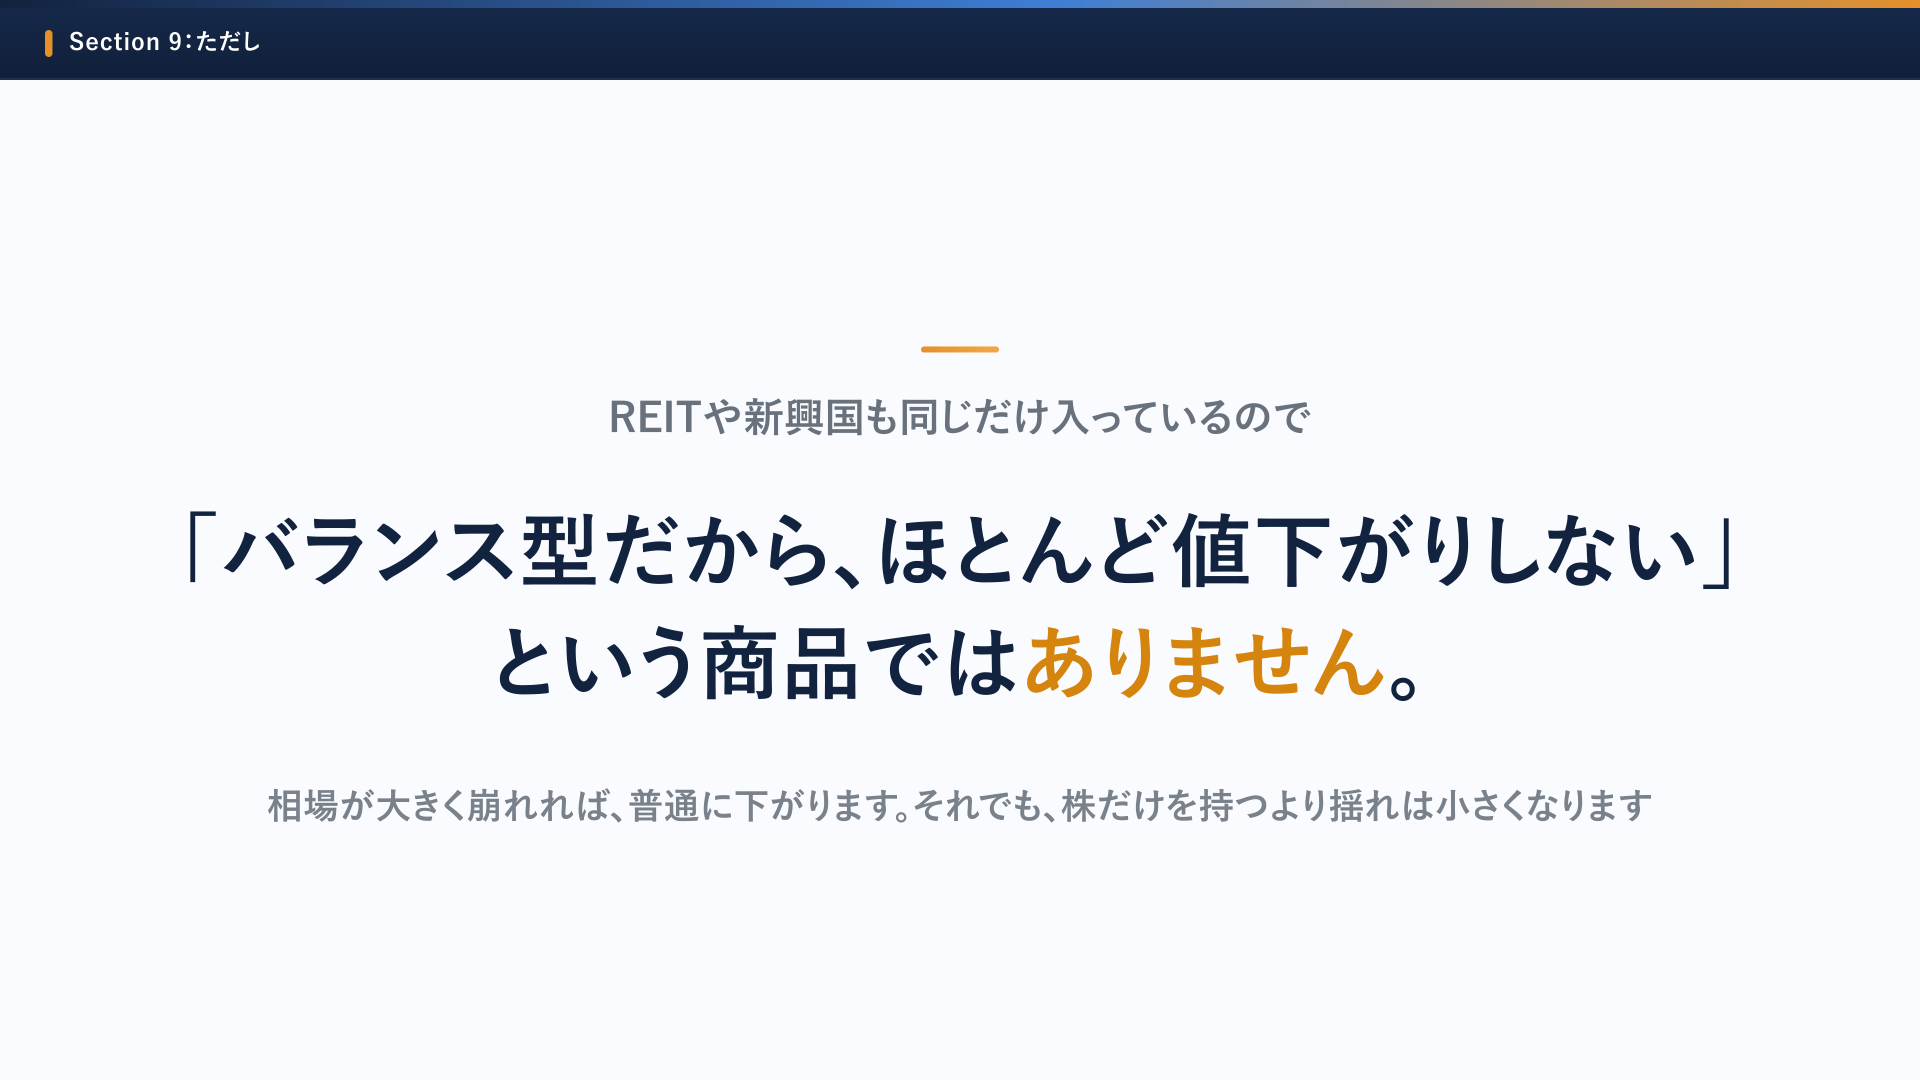 Section 9：ただし
REITや新興国も同じだけ入っているので
「バランス型だから、ほとんど値下がりしない」
という商品ではありません。
相場が大きく崩れれば、普通に下がります。それでも、株だけを持つより揺れは小さくなります